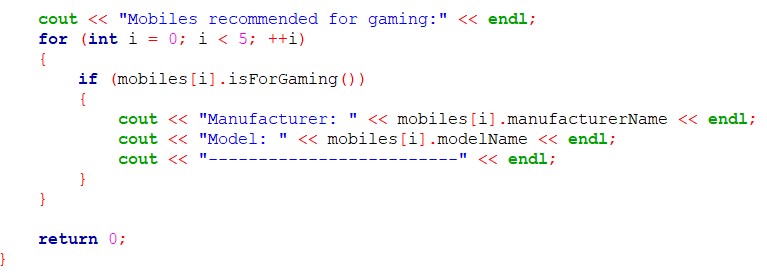 cout << "Mobiles recommended for gaming:" << endl;
    for (int i = 0; i < 5; ++i)
    {
        if (mobiles[i].isForGaming())
        {
            cout << "Manufacturer: " << mobiles[i].manufacturerName << endl;
            cout << "Model: " << mobiles[i].modelName << endl;
            cout << "-------------------------" << endl;
        }
    }

    return 0;
}